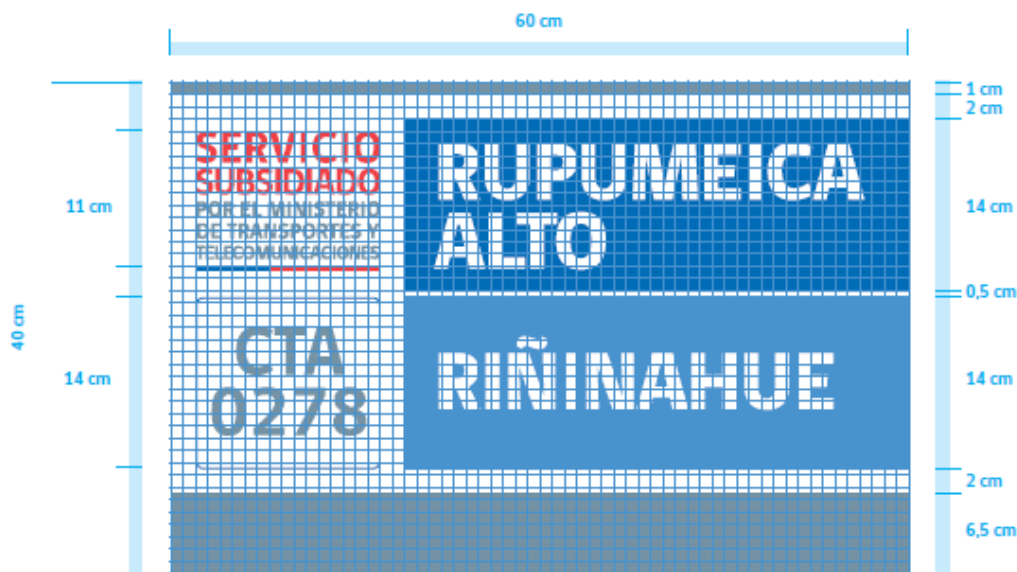 60 cm
1 cm
2 cm
SERVICIO
SUBSIDIADO
POR EL MINISTERIO
DE TRANSPORTES Y
TELECOMUNICACIONES
RUPUMEICA
ALTO
11 cm
14 cm
0,5 cm
40 cm
14 cm
CTA
0278
RIÑINAHUE
14 cm
2 cm
6,5 cm